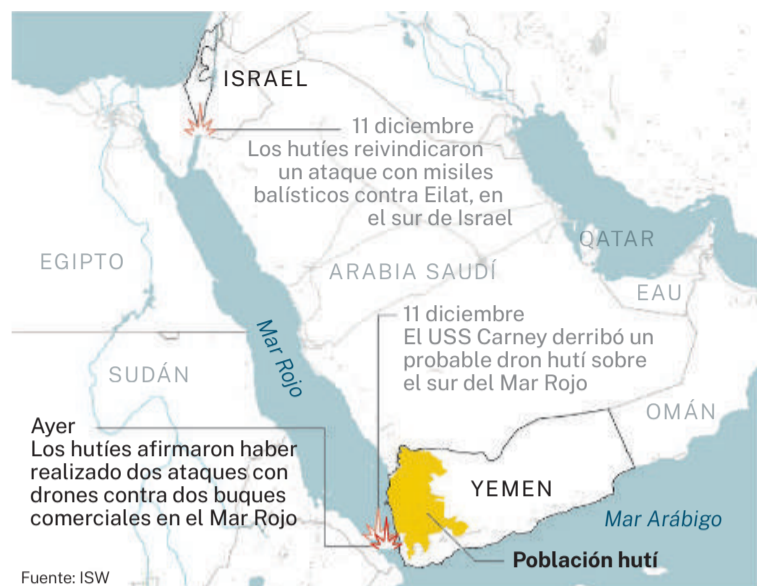 ISRAEL
11 diciembre
Los hutíes reivindicaron
un ataque con misiles
balísticos contra Eilat, en
el sur de Israel
QATAR
EGIPTO
ARABIA SAUDÍ
EAU
11 diciembre
El USS Carney derribó un
probable dron hutí sobre
el sur del Mar Rojo
Mar Rojo
SUDÁN
OMÁN
Ayer
Los hutíes afirmaron haber
realizado dos ataques con
drones contra dos buques
comerciales en el Mar Rojo
YEMEN
Mar Arábigo
Población hutí
Fuente: ISW